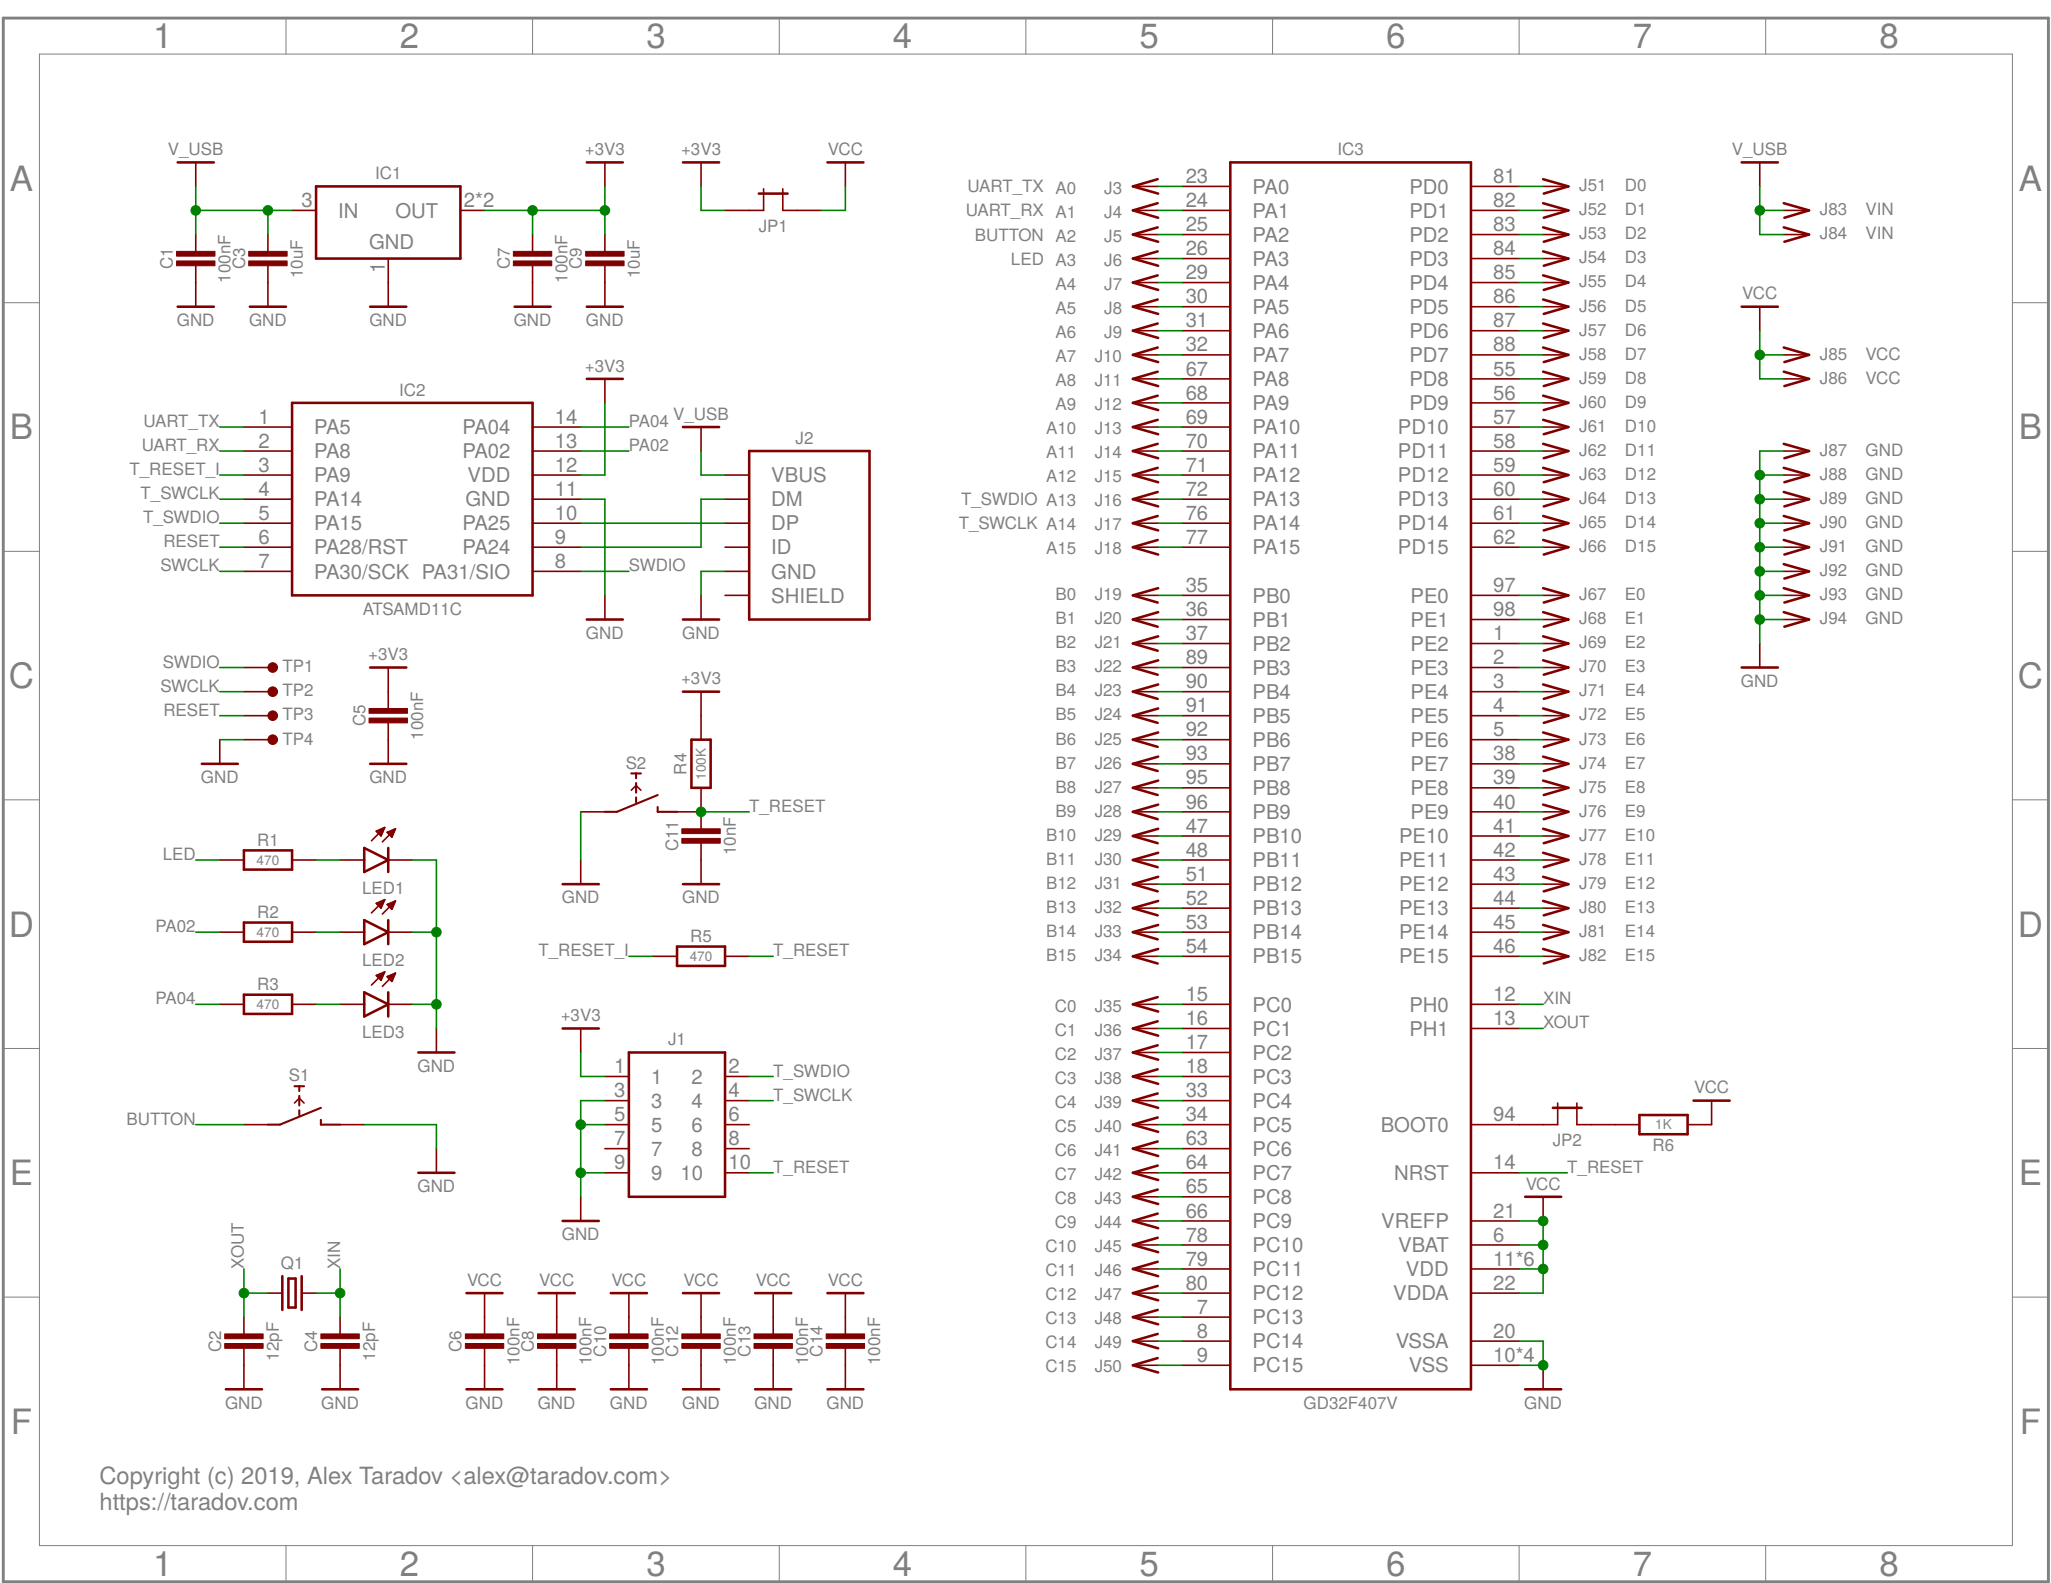 1 2 3 4 5 6 7 8
A A
B B
C C
D D
E E
F F
V_USB
IC1
3 IN OUT 2*2
GND
1
C1 100nF
C3 10uF
C7 100nF
C9 10uF
+3V3
GND GND GND GND GND
+3V3 VCC
JP1
IC2
UART_TX 1 PA5 PA04 14 PA04
UART_RX 2 PA8 PA02 13 PA02
T_RESET_I 3 PA9 VDD 12
T_SWCLK 4 PA14 GND 11
T_SWDIO 5 PA15 PA25 10
RESET 6 PA28/RST PA24 9
SWCLK 7 PA30/SCK PA31/SIO 8 SWDIO
ATSAMD11C
+3V3
GND
V_USB
J2
VBUS
DM
DP
ID
GND
SHIELD
GND
SWDIO TP1
SWCLK TP2
RESET TP3
TP4
GND
+3V3
C5 100nF
GND
+3V3
R4 100K
S2
T_RESET
C11 10nF
GND GND
LED R1 470 LED1
PA02 R2 470 LED2
PA04 R3 470 LED3
GND
T_RESET_I R5 470 T_RESET
+3V3
J1
1 1 2 2 T_SWDIO
3 3 4 4 T_SWCLK
5 5 6 6
7 7 8 8
9 9 10 10 T_RESET
GND
S1
BUTTON
GND
XOUT Q1 XIN
C2 12pF
C4 12pF
GND GND
VCC VCC VCC VCC VCC VCC
C6 100nF
C8 100nF
C10 100nF
C12 100nF
C13 100nF
C14 100nF
GND GND GND GND GND GND
IC3
UART_TX A0 J3 23 PA0 PD0 81 J51 D0
UART_RX A1 J4 24 PA1 PD1 82 J52 D1
BUTTON A2 J5 25 PA2 PD2 83 J53 D2
LED A3 J6 26 PA3 PD3 84 J54 D3
A4 J7 29 PA4 PD4 85 J55 D4
A5 J8 30 PA5 PD5 86 J56 D5
A6 J9 31 PA6 PD6 87 J57 D6
A7 J10 32 PA7 PD7 88 J58 D7
A8 J11 67 PA8 PD8 55 J59 D8
A9 J12 68 PA9 PD9 56 J60 D9
A10 J13 69 PA10 PD10 57 J61 D10
A11 J14 70 PA11 PD11 58 J62 D11
A12 J15 71 PA12 PD12 59 J63 D12
T_SWDIO A13 J16 72 PA13 PD13 60 J64 D13
T_SWCLK A14 J17 76 PA14 PD14 61 J65 D14
A15 J18 77 PA15 PD15 62 J66 D15
B0 J19 35 PB0 PE0 97 J67 E0
B1 J20 36 PB1 PE1 98 J68 E1
B2 J21 37 PB2 PE2 1 J69 E2
B3 J22 89 PB3 PE3 2 J70 E3
B4 J23 90 PB4 PE4 3 J71 E4
B5 J24 91 PB5 PE5 4 J72 E5
B6 J25 92 PB6 PE6 5 J73 E6
B7 J26 93 PB7 PE7 38 J74 E7
B8 J27 95 PB8 PE8 39 J75 E8
B9 J28 96 PB9 PE9 40 J76 E9
B10 J29 47 PB10 PE10 41 J77 E10
B11 J30 48 PB11 PE11 42 J78 E11
B12 J31 51 PB12 PE12 43 J79 E12
B13 J32 52 PB13 PE13 44 J80 E13
B14 J33 53 PB14 PE14 45 J81 E14
B15 J34 54 PB15 PE15 46 J82 E15
C0 J35 15 PC0 PH0 12 XIN
C1 J36 16 PC1 PH1 13 XOUT
C2 J37 17 PC2
C3 J38 18 PC3
C4 J39 33 PC4
C5 J40 34 PC5 BOOT0 94 JP2 1K R6 VCC
C6 J41 63 PC6
C7 J42 64 PC7 NRST 14 T_RESET
C8 J43 65 PC8 VCC
C9 J44 66 PC9 VREFP 21
C10 J45 78 PC10 VBAT 6
C11 J46 79 PC11 VDD 11*6
C12 J47 80 PC12 VDDA 22
C13 J48 7 PC13
C14 J49 8 PC14 VSSA 20
C15 J50 9 PC15 VSS 10*4
GD32F407V
GND
V_USB
J83 VIN
J84 VIN
VCC
J85 VCC
J86 VCC
J87 GND
J88 GND
J89 GND
J90 GND
J91 GND
J92 GND
J93 GND
J94 GND
GND
Copyright (c) 2019, Alex Taradov <alex@taradov.com>
https://taradov.com
1 2 3 4 5 6 7 8